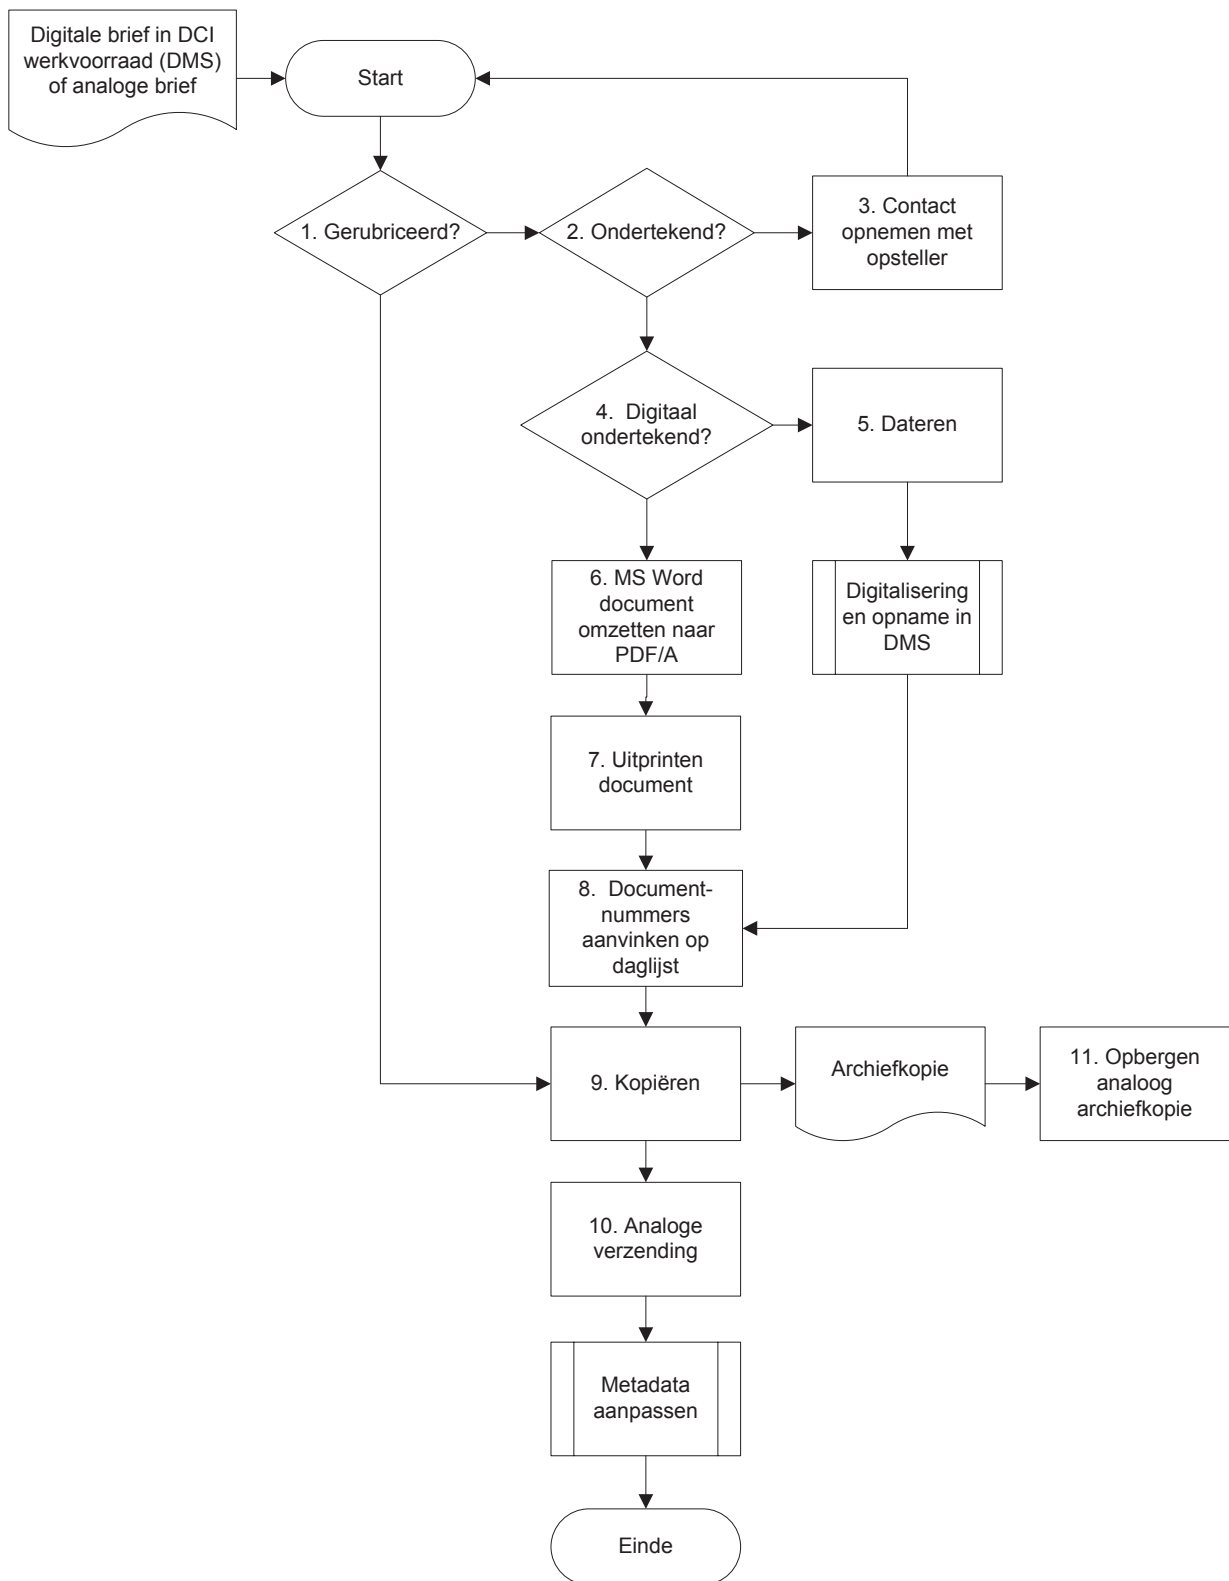 Digitale brief in DCI
werkvoorraad (DMS)
of analoge brief
Start
1. Gerubriceerd?
2. Ondertekend?
3. Contact
opnemen met
opsteller
4.  Digitaal
ondertekend?
5. Dateren
6. MS Word
document
omzetten naar
PDF/A
Digitalisering
en opname in
DMS
7. Uitprinten
document
8.  Document-
nummers
aanvinken op
daglijst
9. Kopiëren
Archiefkopie
11. Opbergen
analoog
archiefkopie
10. Analoge
verzending
Metadata
aanpassen
Einde